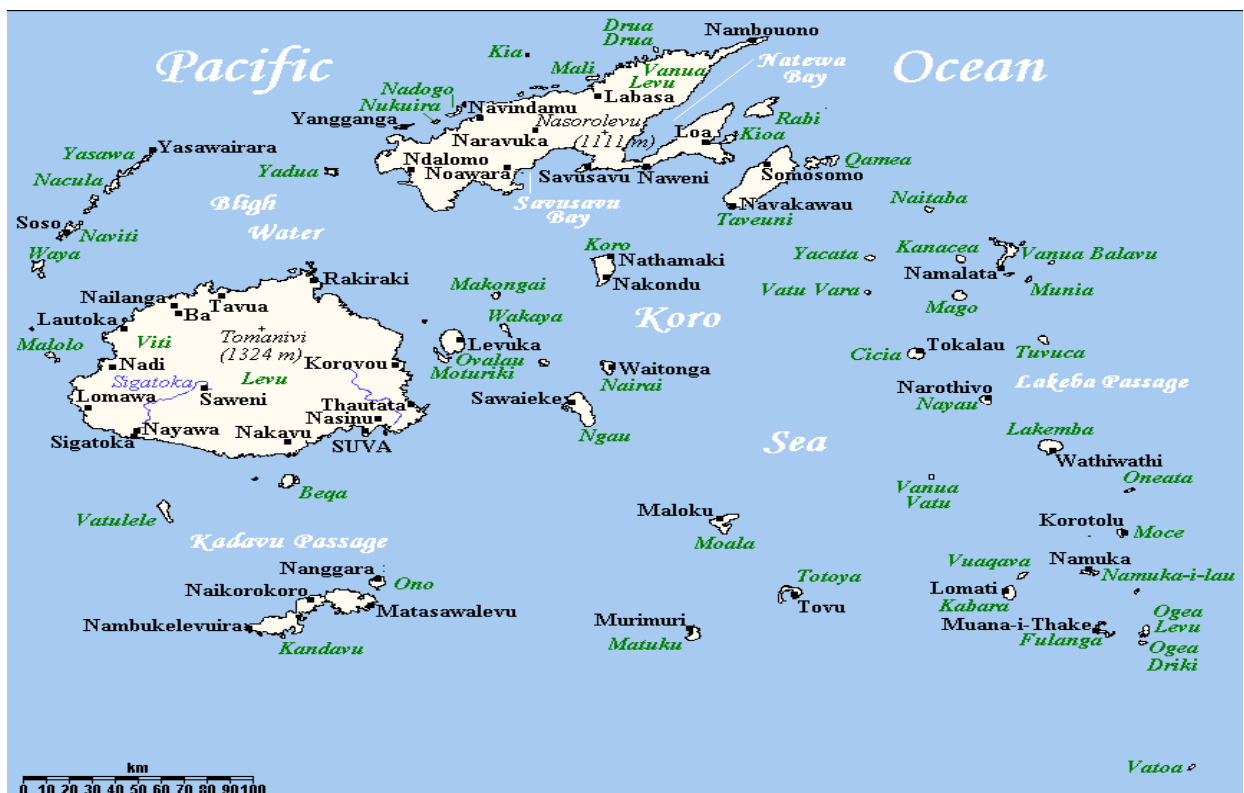 Drua
Drua
Nambouono
Pacific
Kia
Natewa
Bay
Ocean
Mali
Vanua
Levu
Nadogo
Nukuira
Labasa
Navindamu
Yangganga
Nasorolevu
(1111 m)
Loa
Rabi
Kioa
Naravuka
Yasawa
Yasawairara
Ndalomo
Noawara
Savusavu
Naweni
Somosomo
Qamea
Nacula
Yadua
Savusavu
Bay
Navakawau
Taveuni
Naitaba
Bligh
Water
Soso
Naviti
Waya
Koro
Nathamaki
Nakondu
Yacata
Kanacea
Vanua Balavu
Namalata
Rakiraki
Makongai
Vatu Vara
Munia
Mago
Nailanga
Tavua
Ba
Lautoka
Wakaya
Koro
Viti
Tomanivi
(1324 m)
Levuka
Malolo
Korovou
Ovalau
Moturiki
Cicia
Tokalau
Tuvuca
Nadi
Sigatoka
Levu
Waitonga
Nairai
Lakeba Passage
Lomawa
Saweni
Thautata
Sawaieke
Narothivo
Nayau
Nasinu
Nayawa
Sigatoka
Nakavu
SUVA
Ngau
Sea
Lakemba
Wathiwathi
Beqa
Vanua
Vatu
Oneata
Vatulele
Maloku
Moala
Korotolu
Moce
Kadavu Passage
Nanggara
Ono
Vuaqava
Namuka
Namuka-i-lau
Naikorokoro
Matasawalevu
Totoya
Tovu
Lomati
Kabara
Nambukelevuira
Kandavu
Murimuri
Matuku
Muana-i-Thake
Fulanga
Ogea
Levu
Ogea
Driki
Vatoa
km
0 10 20 30 40 50 60 70 80 90 100